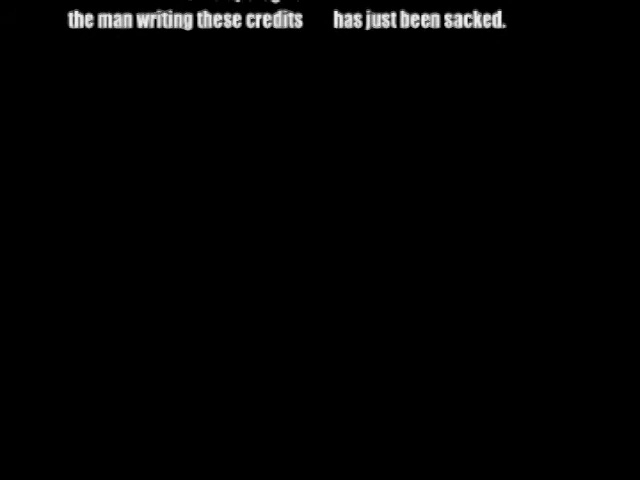 the man writing these credits has just been sacked.